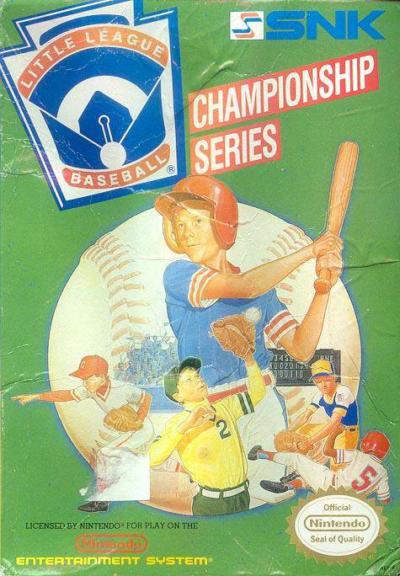 SNK
LITTLE LEAGUE
BASEBALL
®
CHAMPIONSHIP
SERIES
2
5
LICENSED BY NINTENDO® FOR PLAY ON THE
Nintendo
ENTERTAINMENT SYSTEM®
Official
Nintendo
Seal of Quality